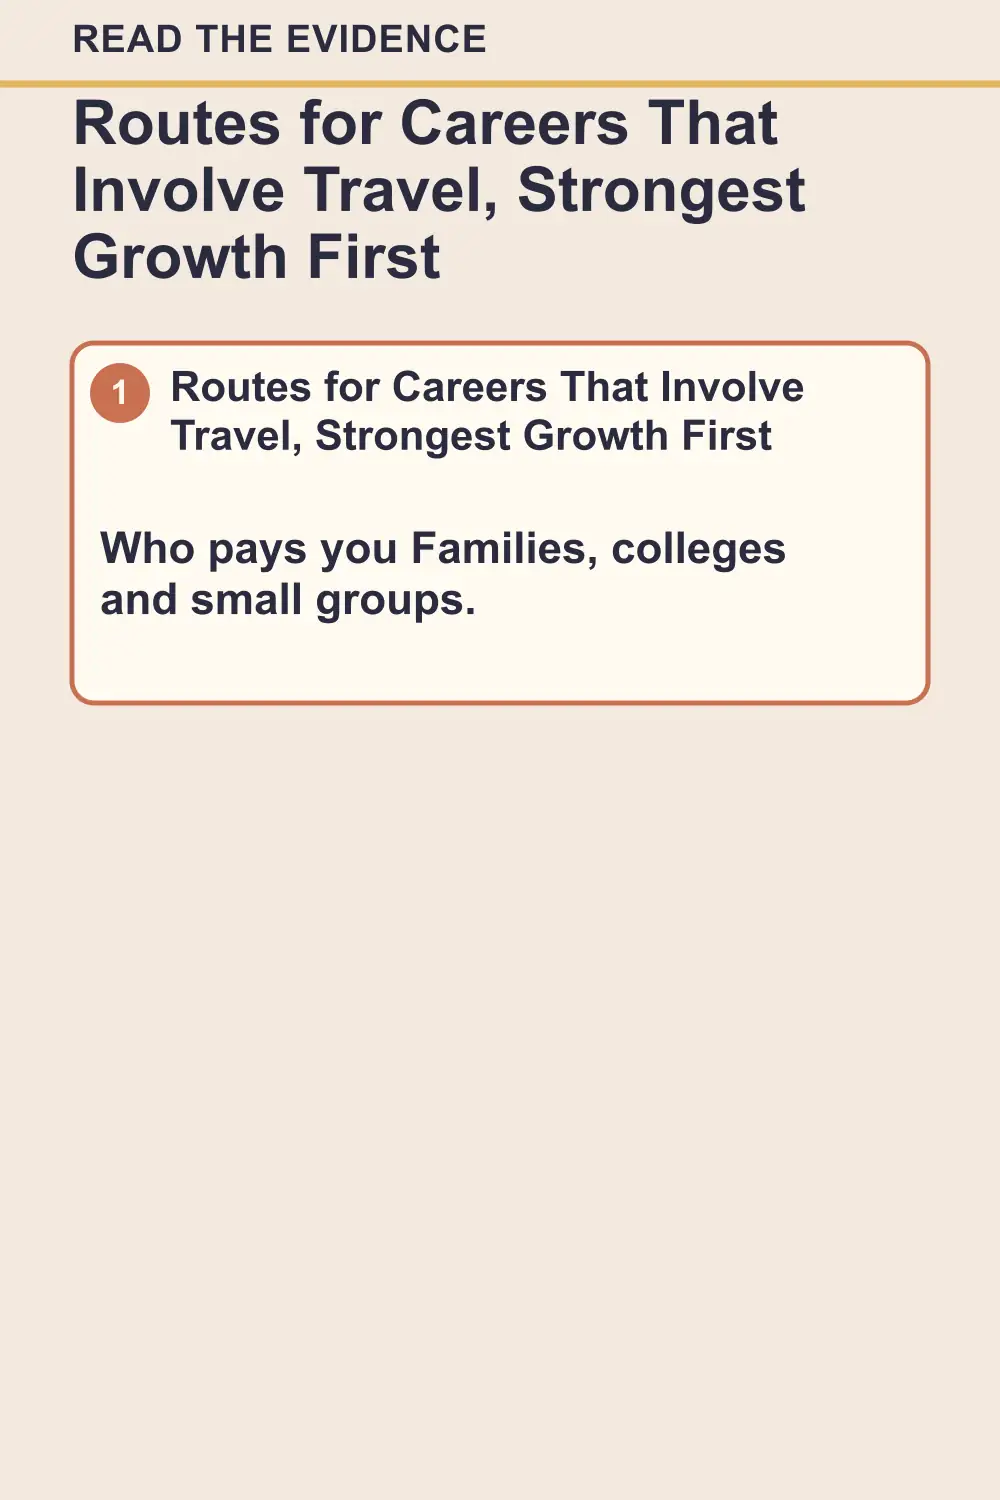 READ THE EVIDENCE
Routes for Careers That
Involve Travel, Strongest
Growth First
1
Routes for Careers That Involve
Travel, Strongest Growth First
Who pays you Families, colleges
and small groups.